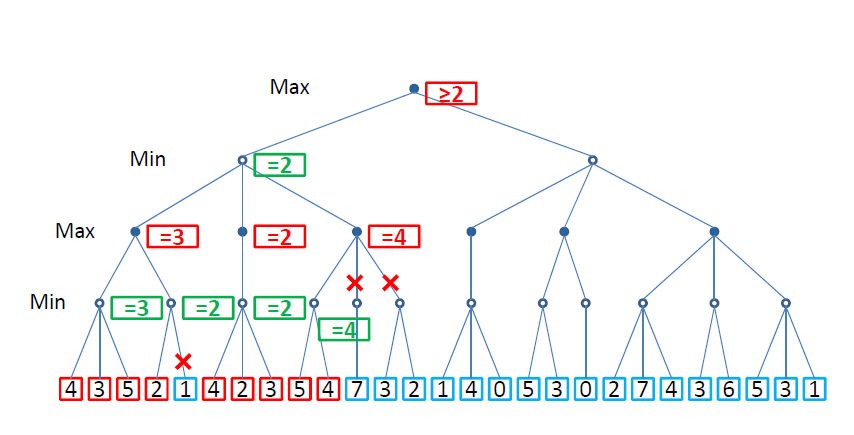 Max ≥2
Min =2
Max =3 =2 =4
Min =3 =2 =2
=4
4 3 5 2 1 4 2 3 5 4 7 3 2 1 4 0 5 3 0 2 7 4 3 6 5 3 1